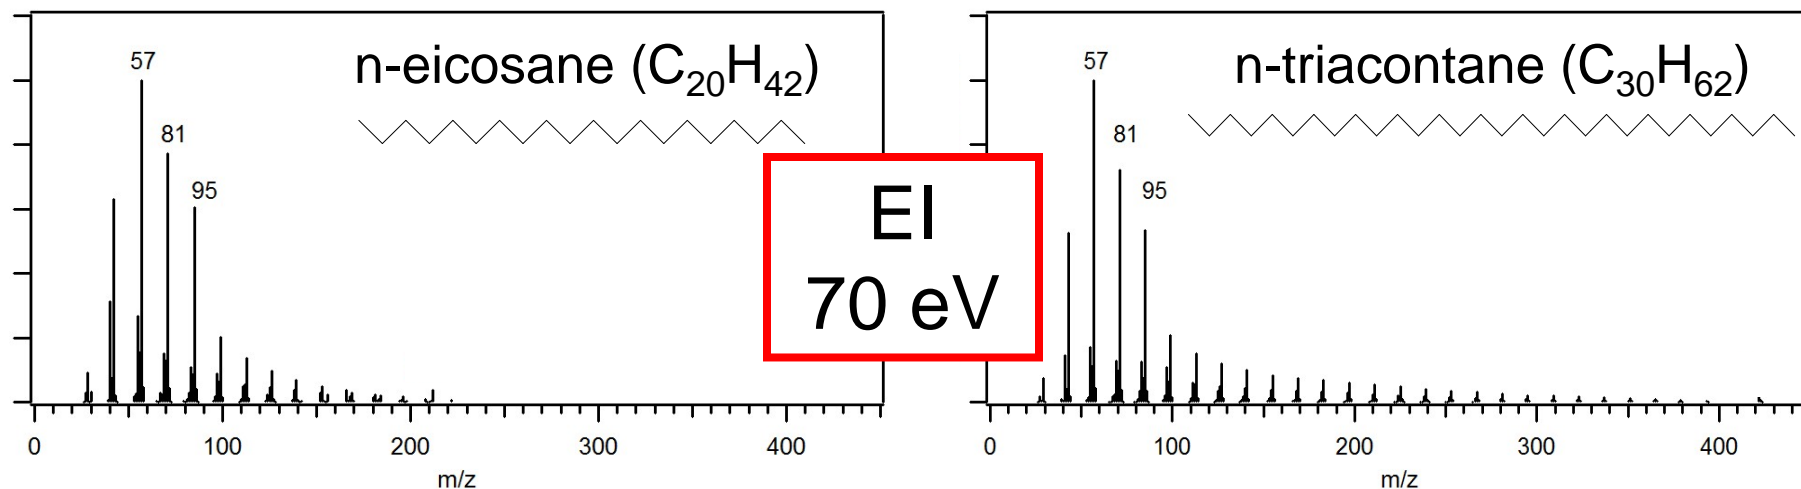 n-eicosane (C₂₀H₄₂)
57
81
95
0 100 200 300 400
m/z
EI
70 eV
n-triacontane (C₃₀H₆₂)
57
81
95
0 100 200 300 400
m/z